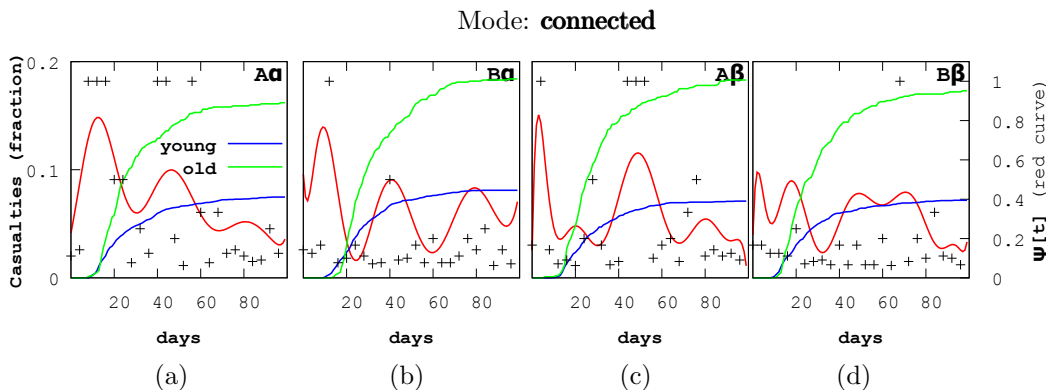 Mode: connected
Aα Bα Aβ Bβ
Casualties (fraction)
0.2
0.1
0
young
old
1
0.8
0.6
0.4
0.2
0
Ψ[t] (red curve)
20 40 60 80 20 40 60 80 20 40 60 80 20 40 60 80
days days days days
(a) (b) (c) (d)